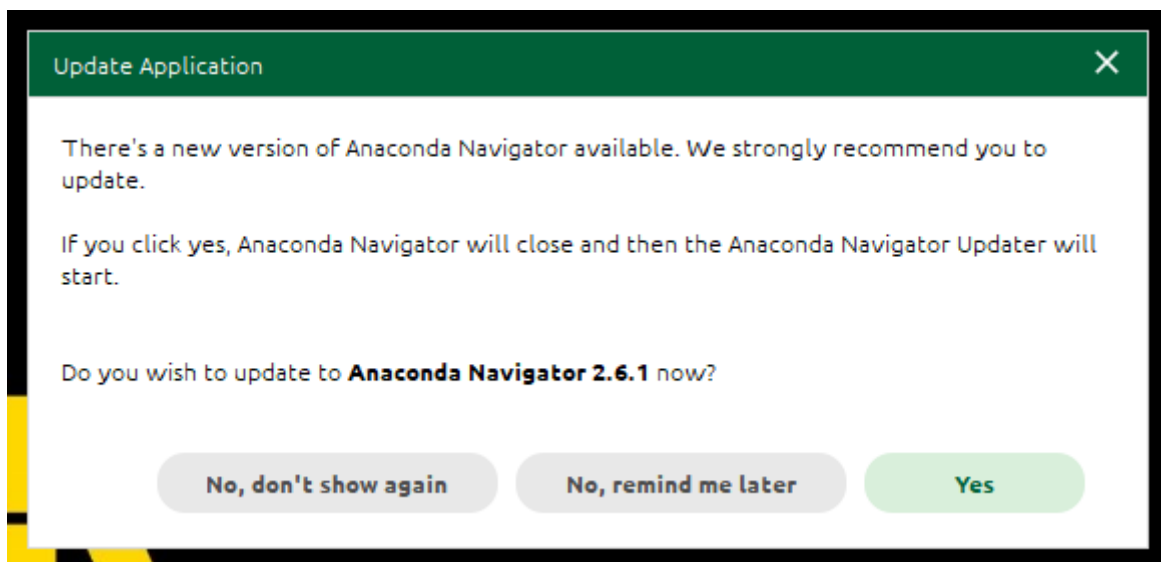 Update Application
There's a new version of Anaconda Navigator available. We strongly recommend you to
update.
If you click yes, Anaconda Navigator will close and then the Anaconda Navigator Updater will
start.
Do you wish to update to Anaconda Navigator 2.6.1 now?
No, don't show again No, remind me later Yes